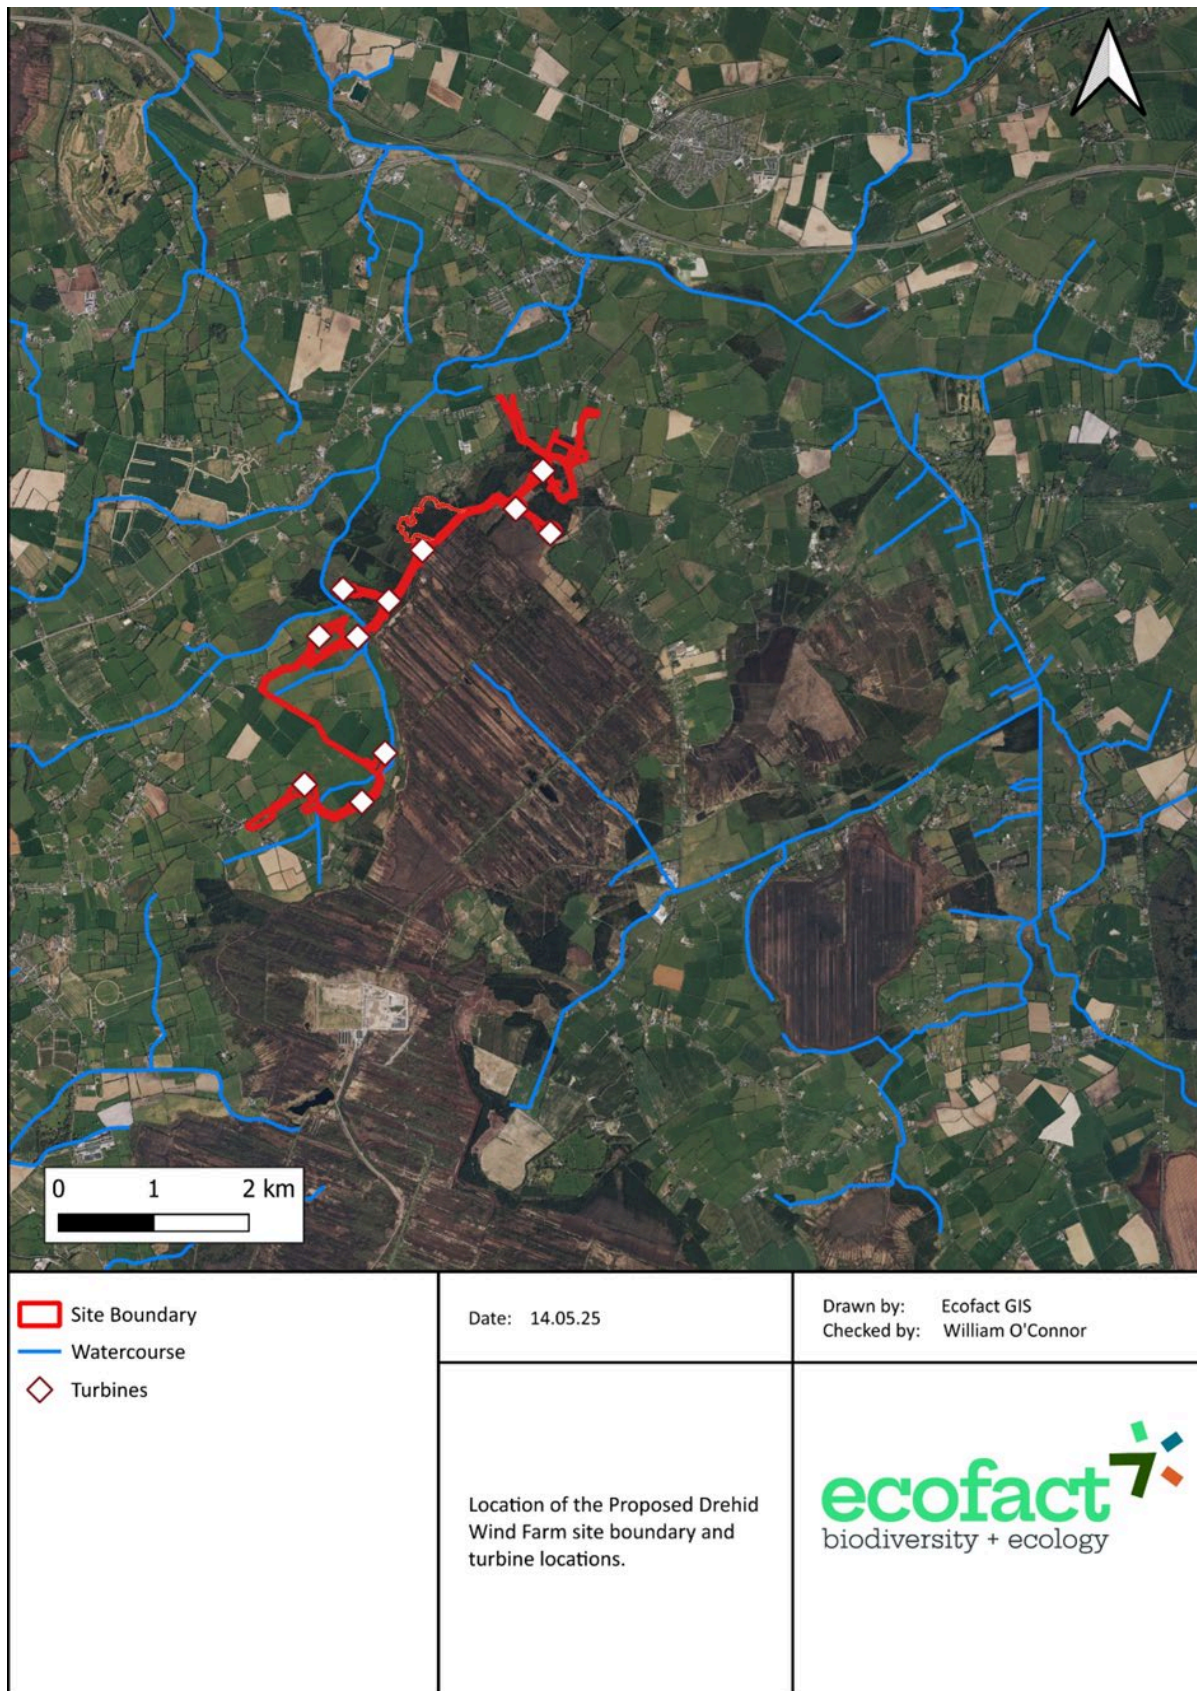 0 1 2 km
Site Boundary
Watercourse
Turbines
Date: 14.05.25
Drawn by: Ecofact GIS
Checked by: William O'Connor
Location of the Proposed Drehid
Wind Farm site boundary and
turbine locations.
ecofact
biodiversity + ecology